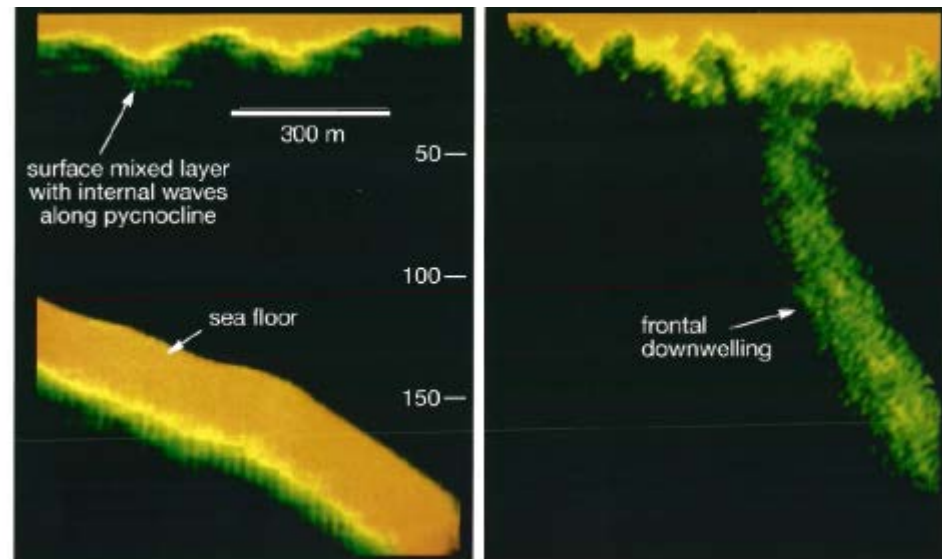 300 m
surface mixed layer
with internal waves
along pycnocline
50
100
sea floor
150
frontal
downwelling